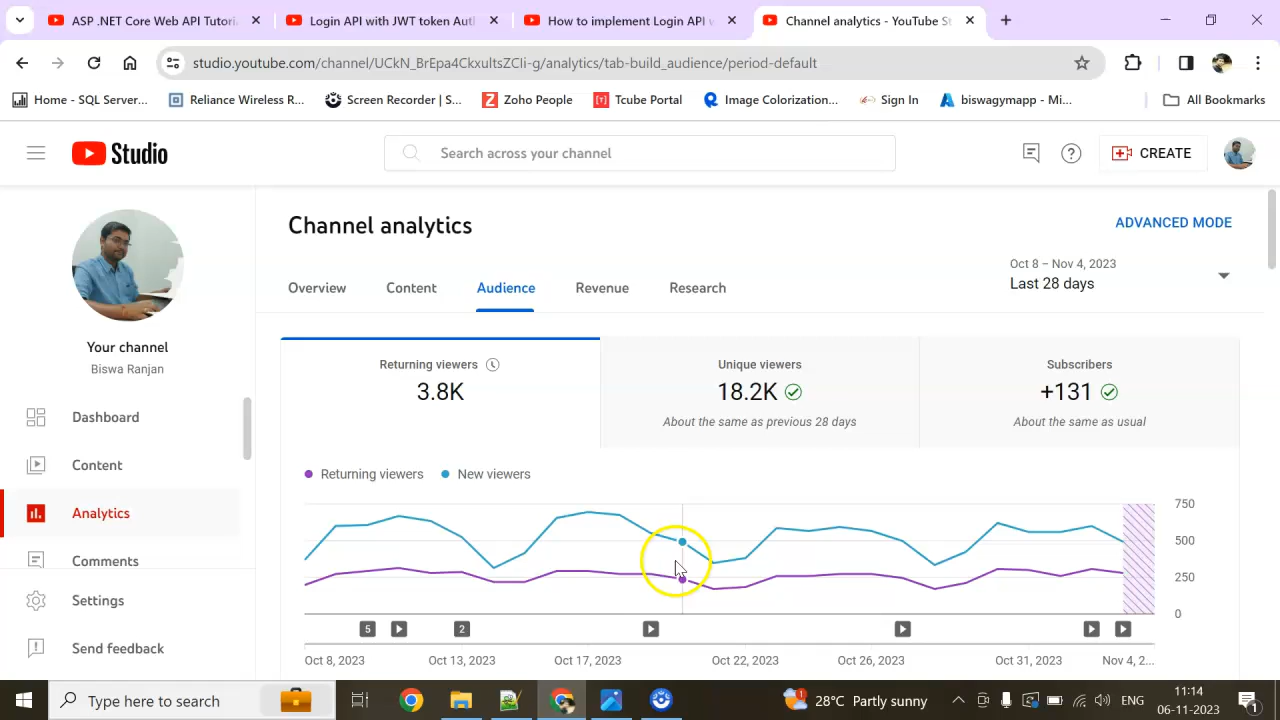 ASP .NET Core Web API Tutori
Login API with JWT token Aut
How to implement Login API w
Channel analytics - YouTube St
studio.youtube.com/channel/UCkN_BrEpa4CkxultsZCli-g/analytics/tab-build_audience/period-default
Home - SQL Server...
Reliance Wireless R...
Screen Recorder | S...
Zoho People
Tcube Portal
Image Colorization...
Sign In
biswagymapp - Mi...
All Bookmarks
Studio
Search across your channel
CREATE
Your channel
Biswa Ranjan
Dashboard
Content
Analytics
Comments
Settings
Send feedback
Channel analytics
ADVANCED MODE
Overview
Content
Audience
Revenue
Research
Oct 8 – Nov 4, 2023
Last 28 days
Returning viewers
3.8K
Unique viewers
18.2K
About the same as previous 28 days
Subscribers
+131
About the same as usual
Returning viewers
New viewers
750
500
250
0
5
2
Oct 8, 2023
Oct 13, 2023
Oct 17, 2023
Oct 22, 2023
Oct 26, 2023
Oct 31, 2023
Nov 4, 2...
Type here to search
1
28°C Partly sunny
ENG
11:14
06-11-2023
1